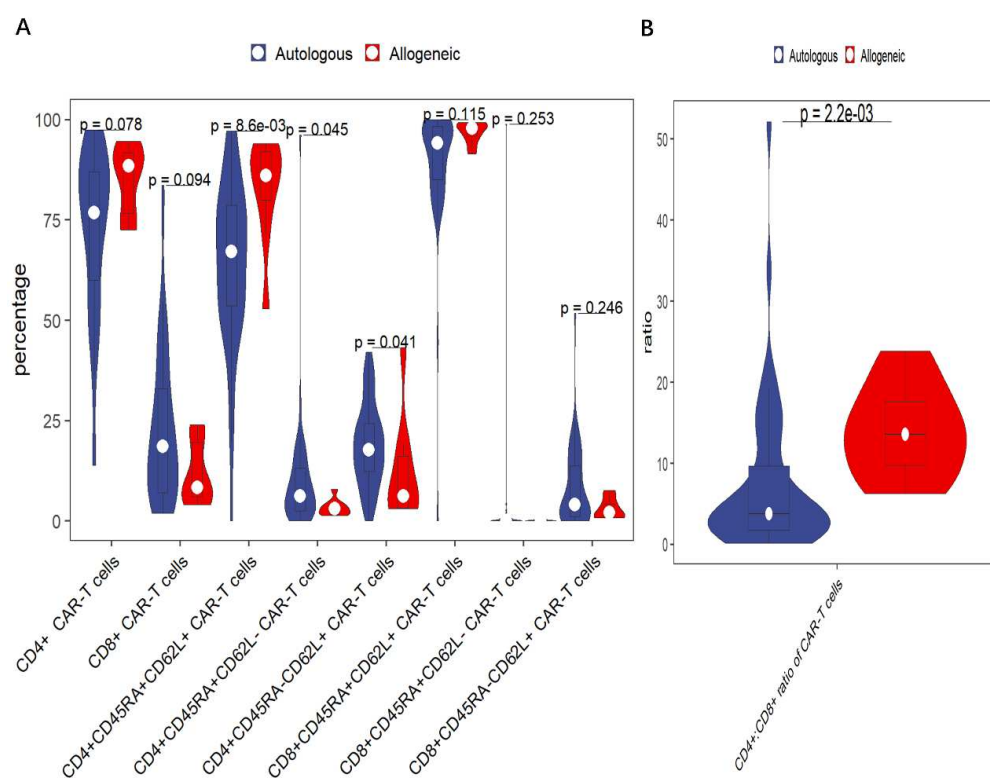 A
Autologous Allogeneic
percentage
100
75
50
25
0
p = 0.078
p = 0.094
p = 8.6e-03
p = 0.045
p = 0.041
p = 0.115
p = 0.253
p = 0.246
CD4+ CAR-T cells
CD8+ CAR-T cells
CD4+CD45RA+CD62L+ CAR-T cells
CD4+CD45RA+CD62L- CAR-T cells
CD4+CD45RA-CD62L+ CAR-T cells
CD8+CD45RA+CD62L+ CAR-T cells
CD8+CD45RA+CD62L- CAR-T cells
CD8+CD45RA-CD62L+ CAR-T cells
B
Autologous Allogeneic
ratio
50
40
30
20
10
0
p = 2.2e-03
CD4+:CD8+ ratio of CAR-T cells